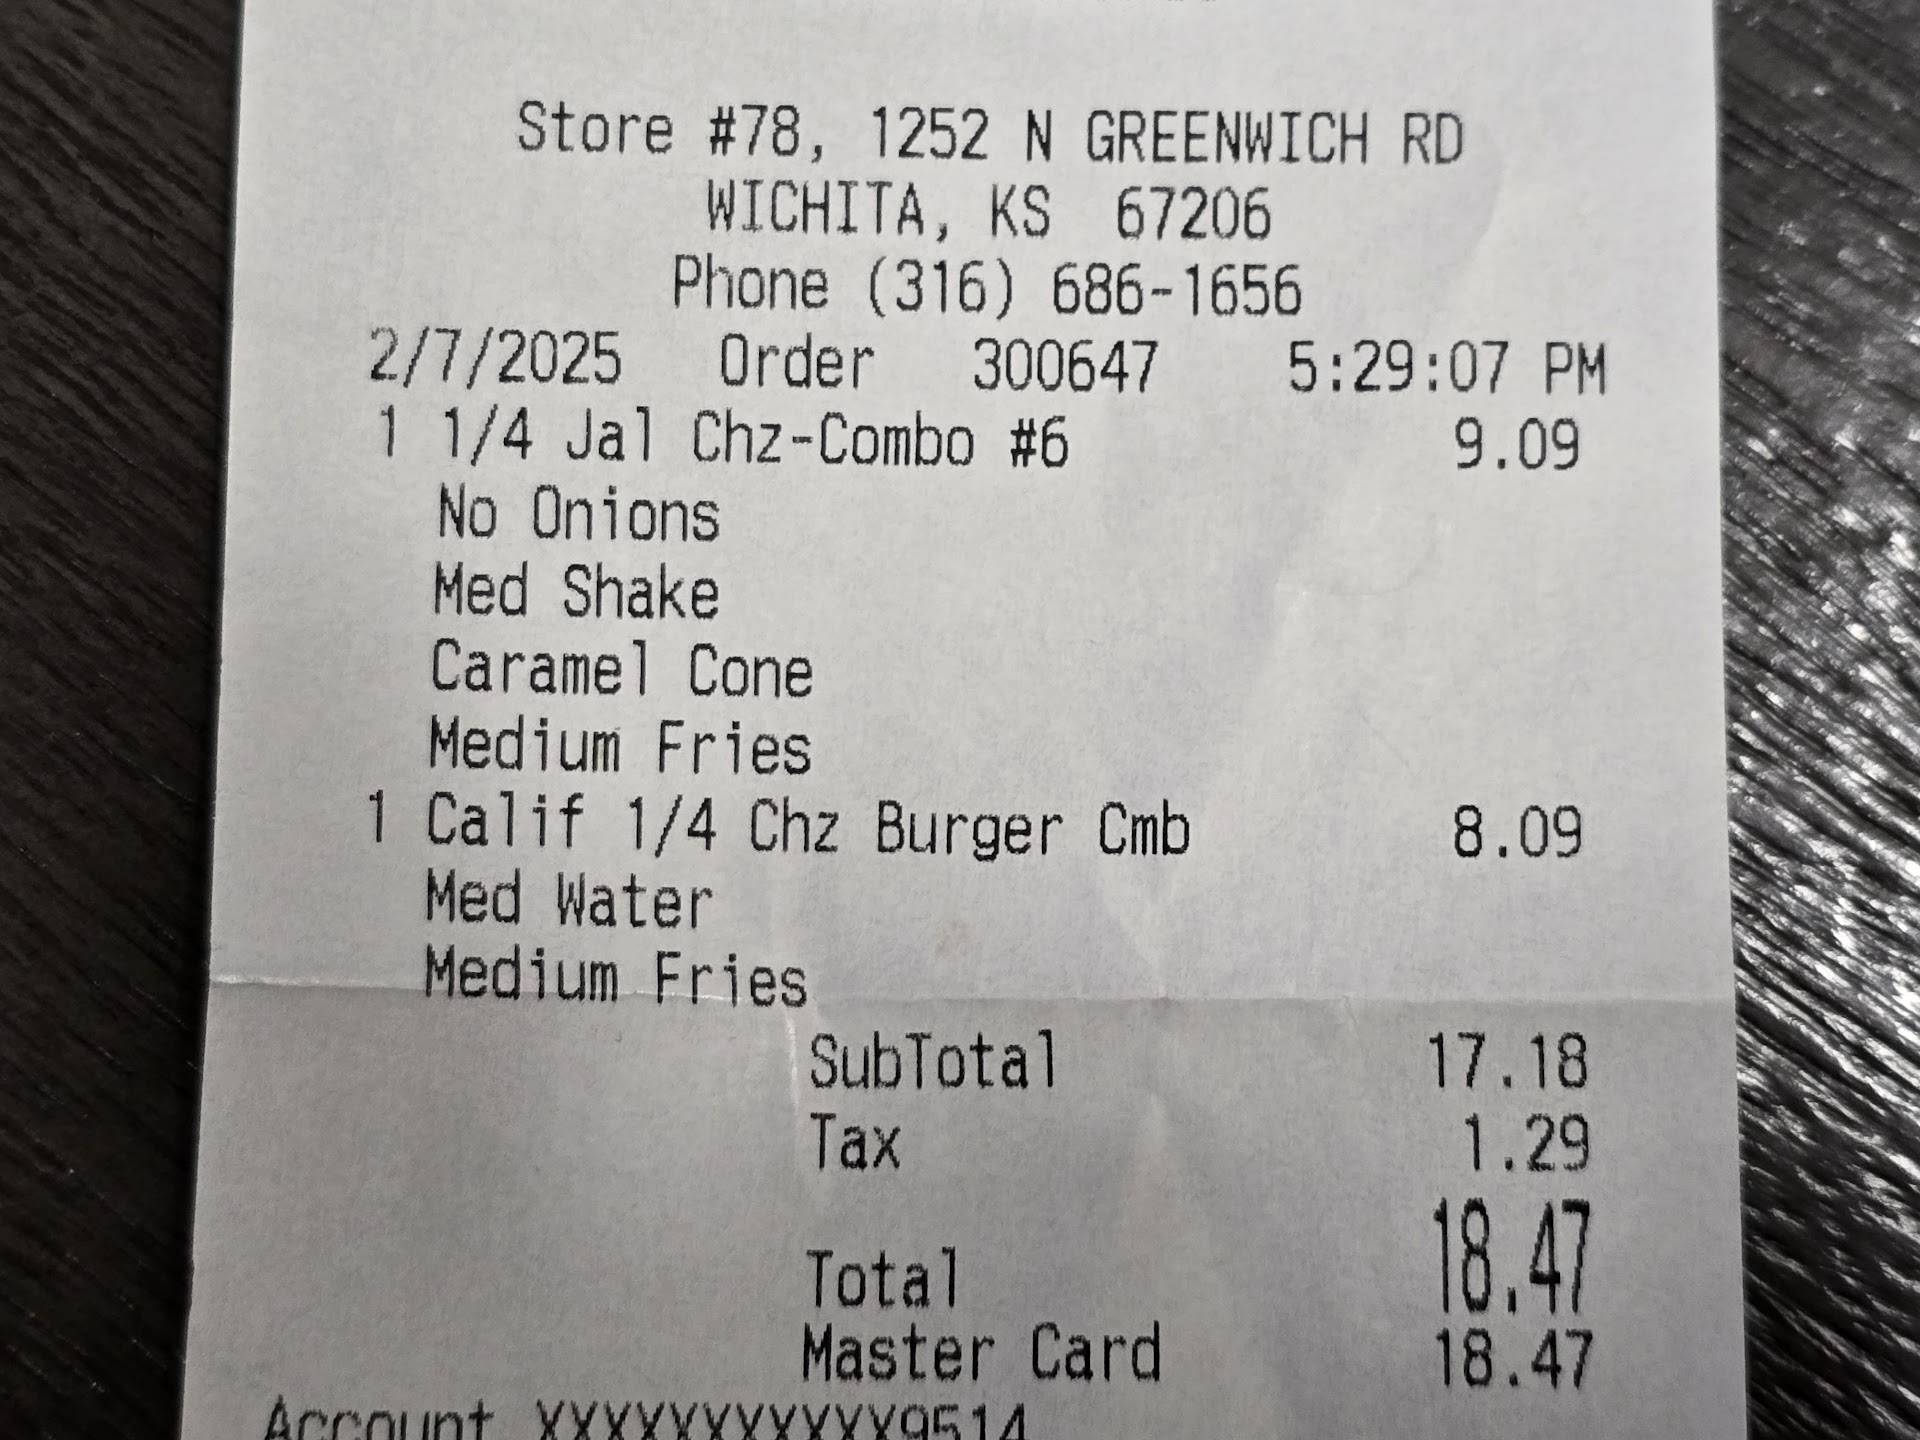 Store #78, 1252 N GREENWICH RD
WICHITA, KS 67206
Phone (316) 686-1656
2/7/2025 Order 300647 5:29:07 PM
1 1/4 Jal Chz-Combo #6 9.09
No Onions
Med Shake
Caramel Cone
Medium Fries
1 Calif 1/4 Chz Burger Cmb 8.09
Med Water
Medium Fries
SubTotal 17.18
Tax 1.29
Total 18.47
Master Card 18.47
Account XXXXXXXXXXXX9514